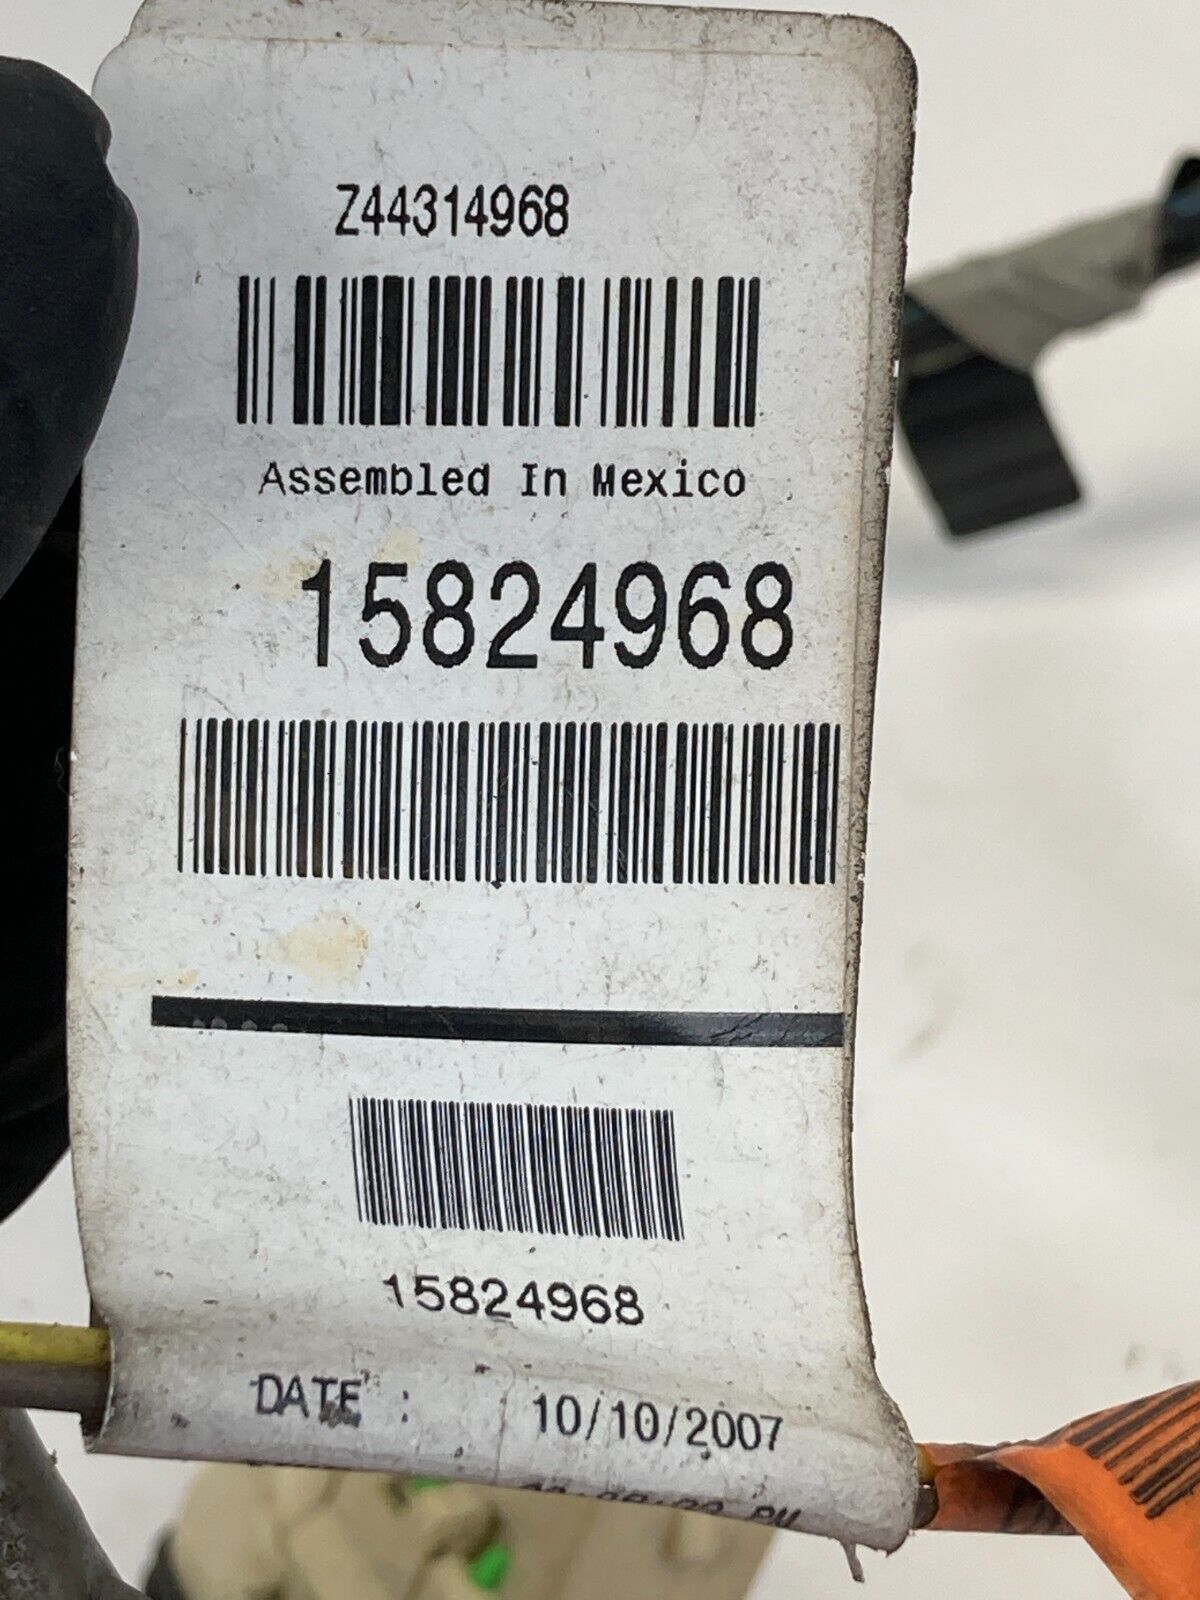 Z44314968
Assembled In Mexico
15824968
15824968
DATE : 10/10/2007